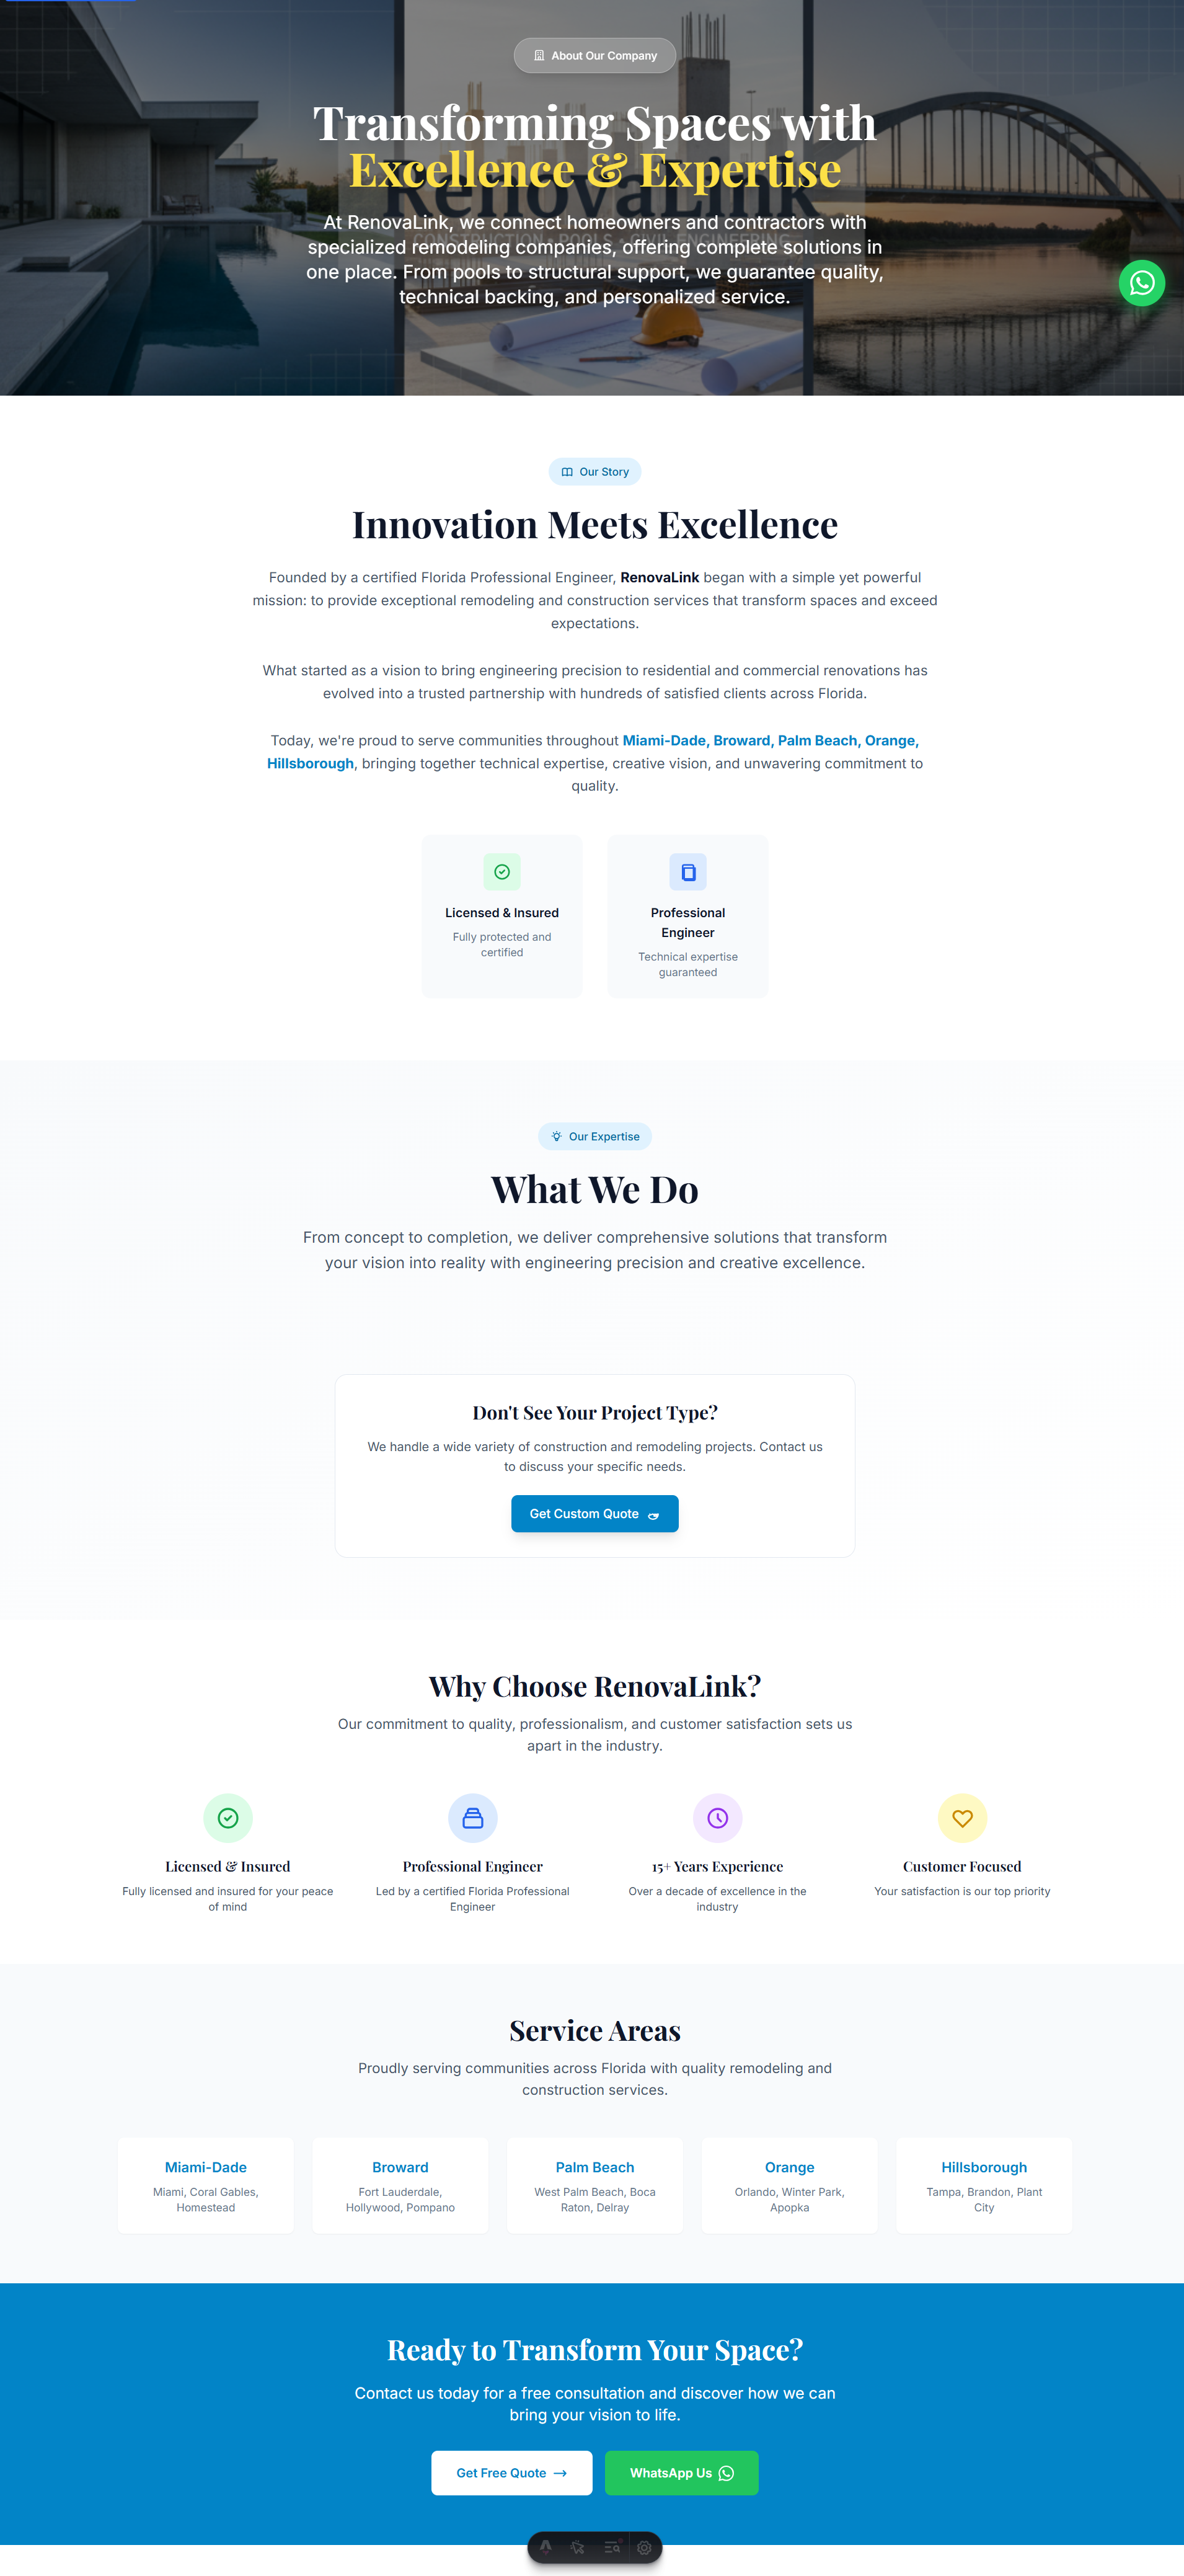 About Our Company
Transforming Spaces with
Excellence & Expertise
RenovaLink
CONSTRUCTION · POOLS · CIVIL ENGINEERING
At RenovaLink, we connect homeowners and contractors with
specialized remodeling companies, offering complete solutions in
one place. From pools to structural support, we guarantee quality,
technical backing, and personalized service.
Our Story
Innovation Meets Excellence
Founded by a certified Florida Professional Engineer, RenovaLink began with a simple yet powerful
mission: to provide exceptional remodeling and construction services that transform spaces and exceed
expectations.
What started as a vision to bring engineering precision to residential and commercial renovations has
evolved into a trusted partnership with hundreds of satisfied clients across Florida.
Today, we're proud to serve communities throughout Miami-Dade, Broward, Palm Beach, Orange,
Hillsborough, bringing together technical expertise, creative vision, and unwavering commitment to
quality.
Licensed & Insured
Fully protected and
certified
Professional
Engineer
Technical expertise
guaranteed
Our Expertise
What We Do
From concept to completion, we deliver comprehensive solutions that transform
your vision into reality with engineering precision and creative excellence.
Don't See Your Project Type?
We handle a wide variety of construction and remodeling projects. Contact us
to discuss your specific needs.
Get Custom Quote
Why Choose RenovaLink?
Our commitment to quality, professionalism, and customer satisfaction sets us
apart in the industry.
Licensed & Insured
Fully licensed and insured for your peace
of mind
Professional Engineer
Led by a certified Florida Professional
Engineer
15+ Years Experience
Over a decade of excellence in the
industry
Customer Focused
Your satisfaction is our top priority
Service Areas
Proudly serving communities across Florida with quality remodeling and
construction services.
Miami-Dade
Miami, Coral Gables,
Homestead
Broward
Fort Lauderdale,
Hollywood, Pompano
Palm Beach
West Palm Beach, Boca
Raton, Delray
Orange
Orlando, Winter Park,
Apopka
Hillsborough
Tampa, Brandon, Plant
City
Ready to Transform Your Space?
Contact us today for a free consultation and discover how we can
bring your vision to life.
Get Free Quote
WhatsApp Us